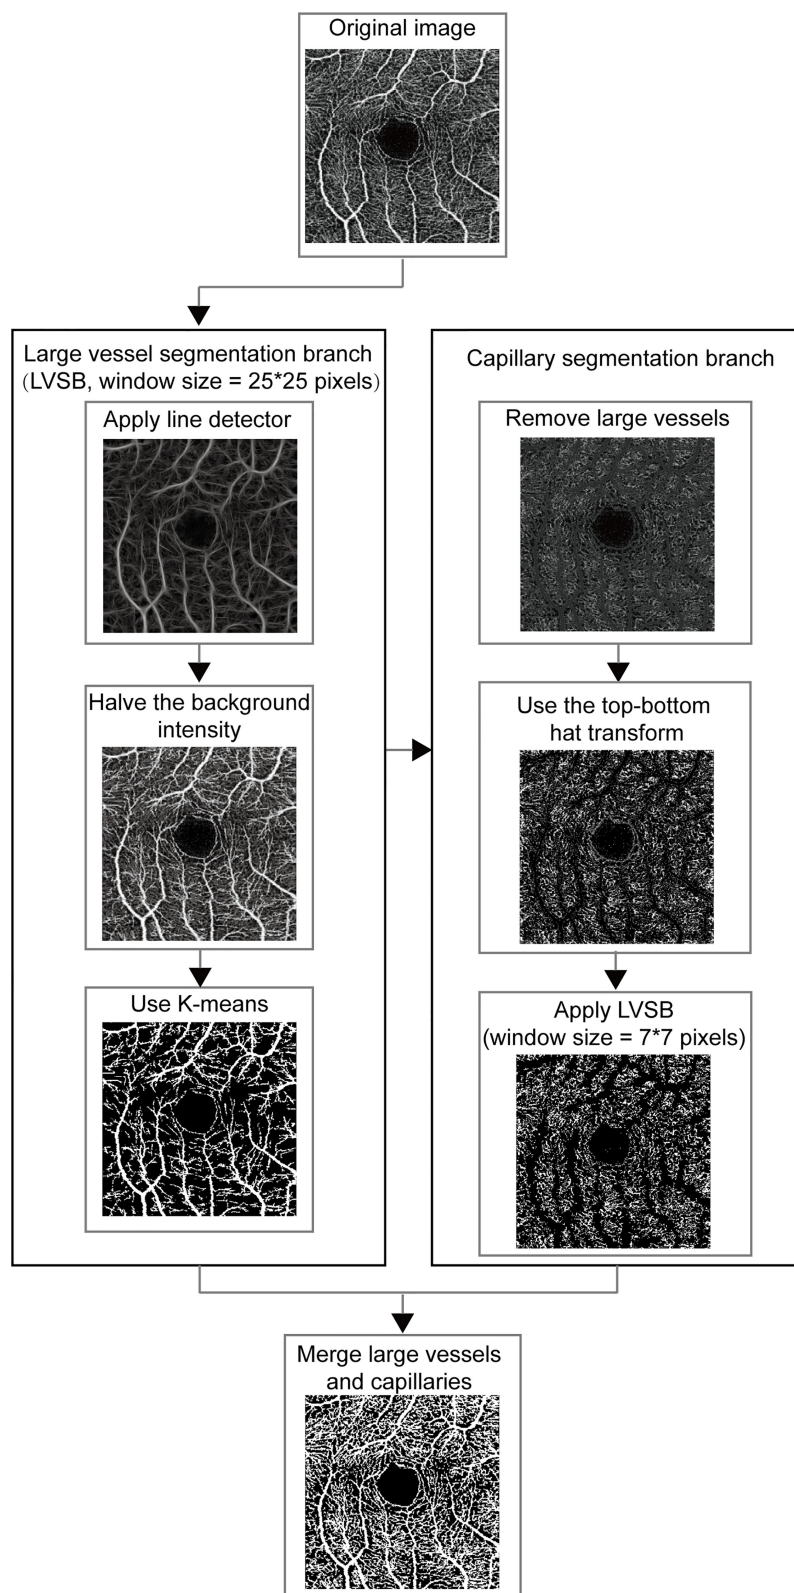 Original image
Large vessel segmentation branch
(LVSB, window size = 25*25 pixels)
Apply line detector
Halve the background
intensity
Use K-means
Capillary segmentation branch
Remove large vessels
Use the top-bottom
hat transform
Apply LVSB
(window size = 7*7 pixels)
Merge large vessels
and capillaries